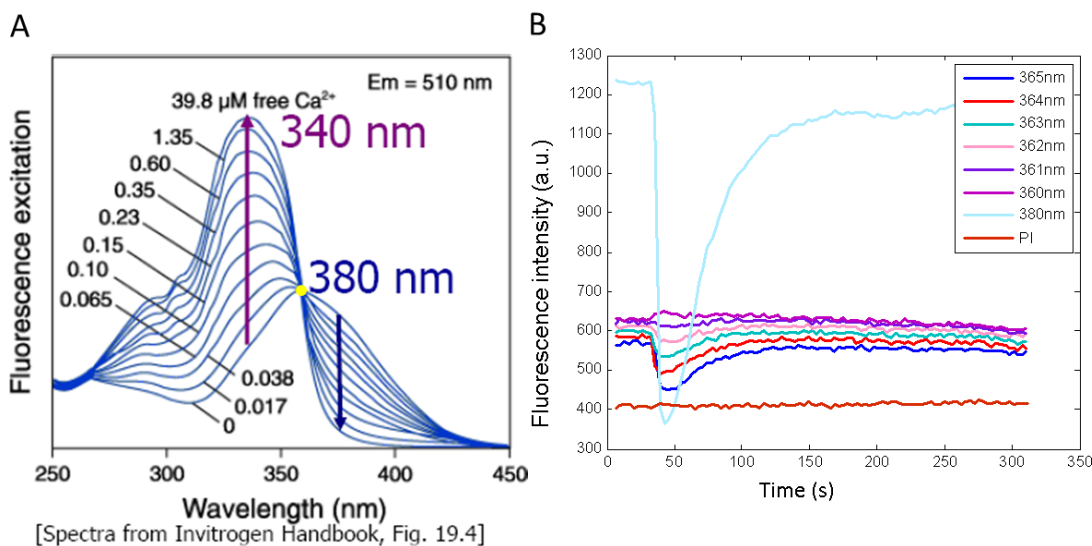 A
B
Em = 510 nm
39.8 µM free Ca2+
340 nm
1.35
0.60
0.35
0.23
0.15
0.10
0.065
380 nm
0.038
0.017
0
Fluorescence excitation
250
300
350
400
450
Wavelength (nm)
[Spectra from Invitrogen Handbook, Fig. 19.4]
1300
1200
1100
1000
900
800
700
600
500
400
300
Fluorescence intensity (a.u.)
365nm
364nm
363nm
362nm
361nm
360nm
380nm
PI
0
50
100
150
200
250
300
350
Time (s)